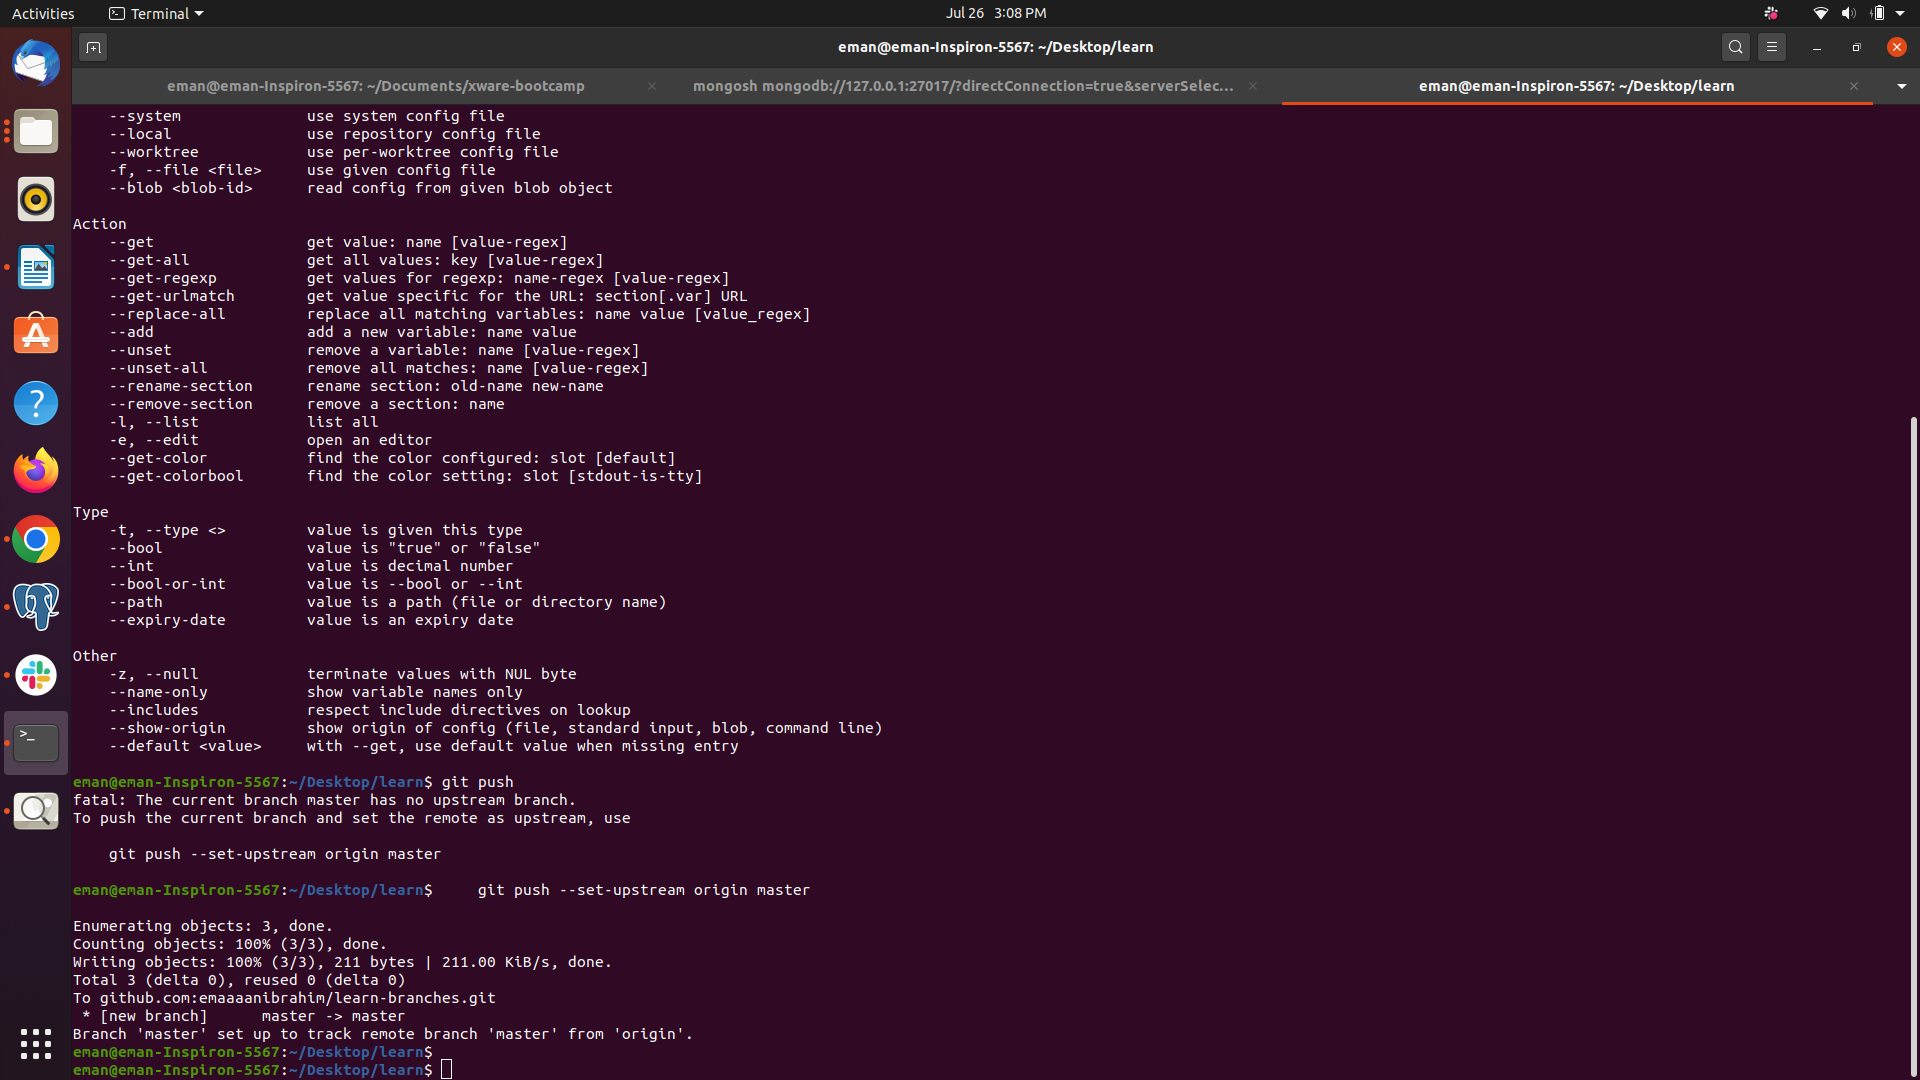 Activities
Terminal
Jul 26 3:08 PM
eman@eman-Inspiron-5567: ~/Desktop/learn
eman@eman-Inspiron-5567: ~/Documents/xware-bootcamp
mongosh mongodb://127.0.0.1:27017/?directConnection=true&serverSelec...
eman@eman-Inspiron-5567: ~/Desktop/learn
--system use system config file
--local use repository config file
--worktree use per-worktree config file
-f, --file <file> use given config file
--blob <blob-id> read config from given blob object
Action
--get get value: name [value-regex]
--get-all get all values: key [value-regex]
--get-regexp get values for regexp: name-regex [value-regex]
--get-urlmatch get value specific for the URL: section[.var] URL
--replace-all replace all matching variables: name value [value_regex]
--add add a new variable: name value
--unset remove a variable: name [value-regex]
--unset-all remove all matches: name [value-regex]
--rename-section rename section: old-name new-name
--remove-section remove a section: name
-l, --list list all
-e, --edit open an editor
--get-color find the color configured: slot [default]
--get-colorbool find the color setting: slot [stdout-is-tty]
Type
-t, --type <> value is given this type
--bool value is "true" or "false"
--int value is decimal number
--bool-or-int value is --bool or --int
--path value is a path (file or directory name)
--expiry-date value is an expiry date
Other
-z, --null terminate values with NUL byte
--name-only show variable names only
--includes respect include directives on lookup
--show-origin show origin of config (file, standard input, blob, command line)
--default <value> with --get, use default value when missing entry
eman@eman-Inspiron-5567:~/Desktop/learn$ git push
fatal: The current branch master has no upstream branch.
To push the current branch and set the remote as upstream, use
git push --set-upstream origin master
eman@eman-Inspiron-5567:~/Desktop/learn$ git push --set-upstream origin master
Enumerating objects: 3, done.
Counting objects: 100% (3/3), done.
Writing objects: 100% (3/3), 211 bytes | 211.00 KiB/s, done.
Total 3 (delta 0), reused 0 (delta 0)
To github.com:emaaaanibrahim/learn-branches.git
* [new branch] master -> master
Branch 'master' set up to track remote branch 'master' from 'origin'.
eman@eman-Inspiron-5567:~/Desktop/learn$
eman@eman-Inspiron-5567:~/Desktop/learn$